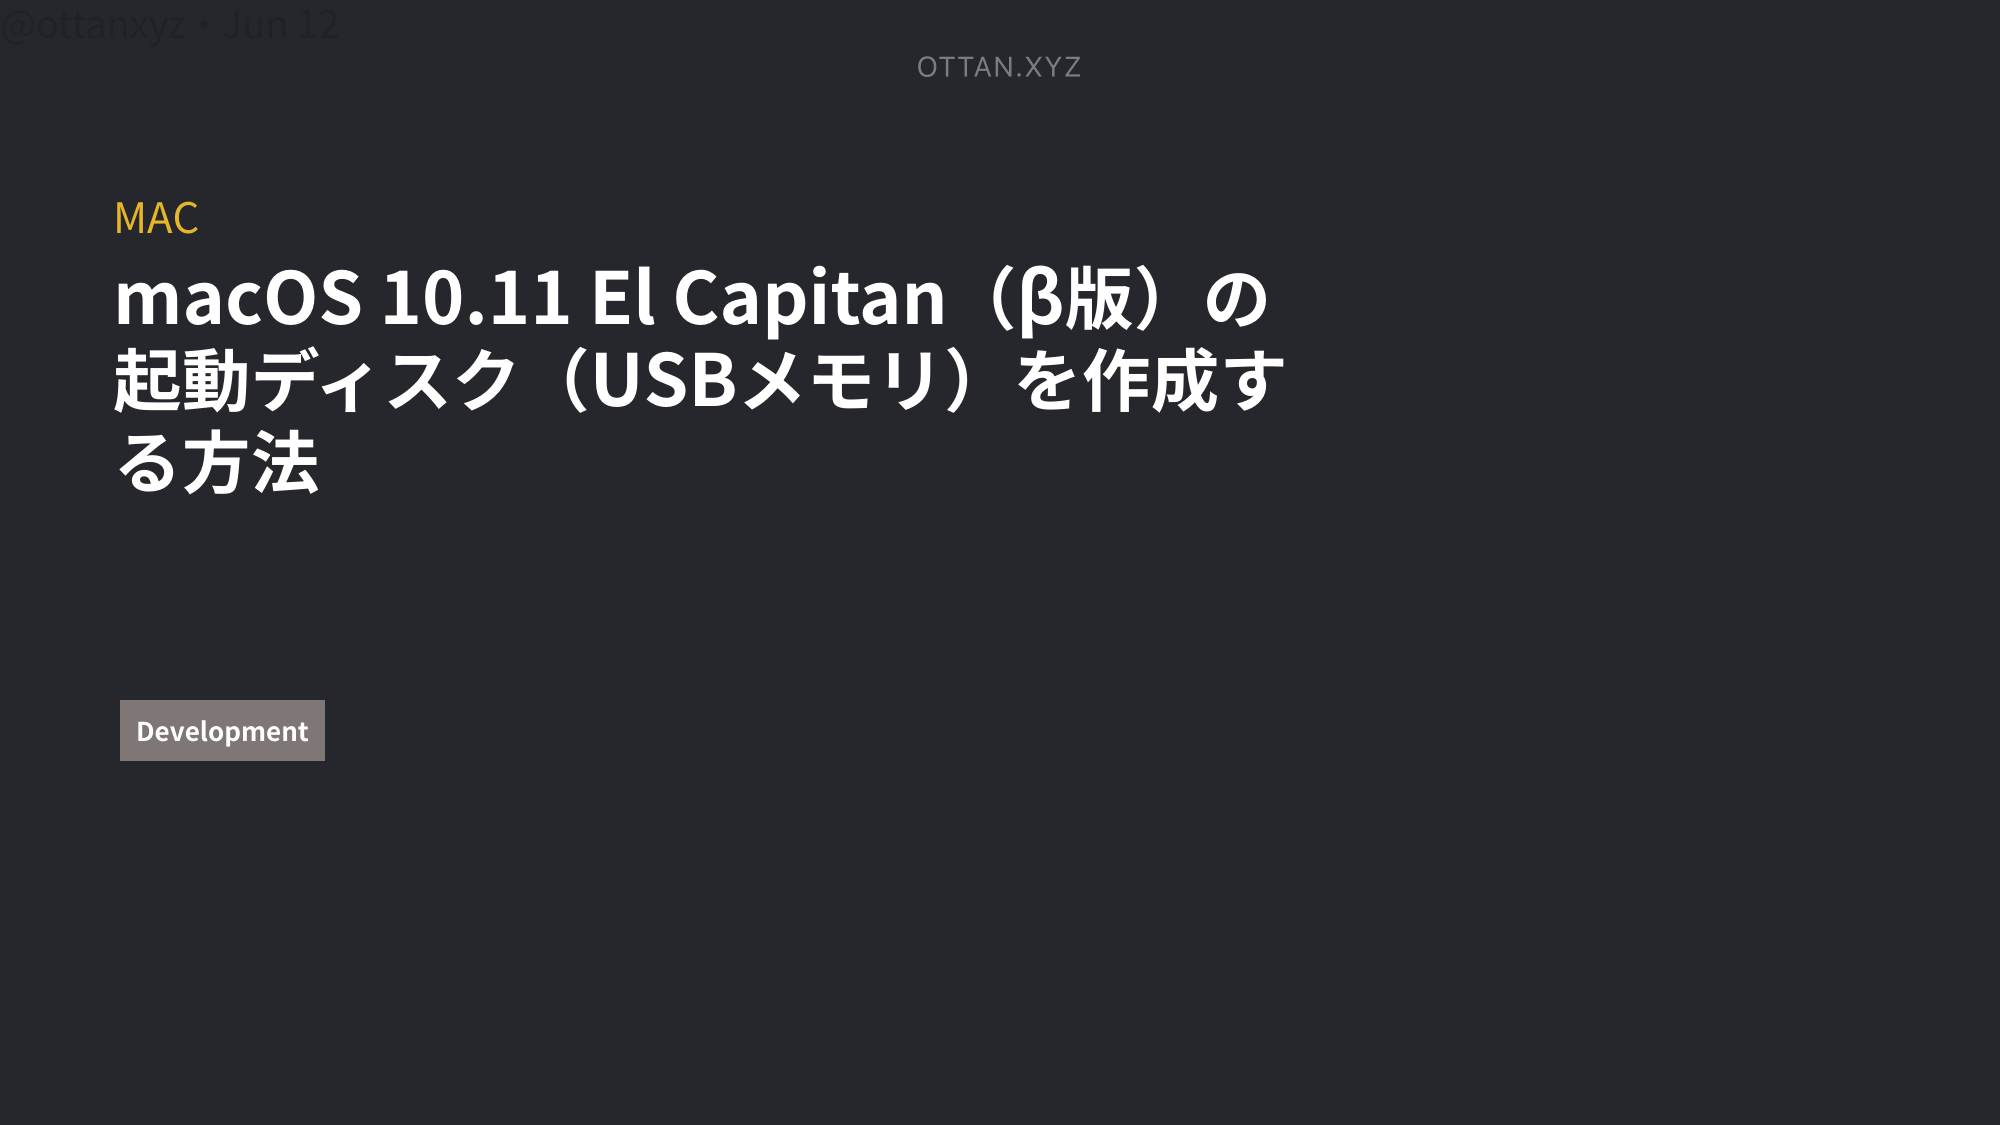 @ottanxyz・Jun 12
OTTAN.XYZ
MAC
macOS 10.11 El Capitan（β版）の
起動ディスク（USBメモリ）を作成す
る方法
Development